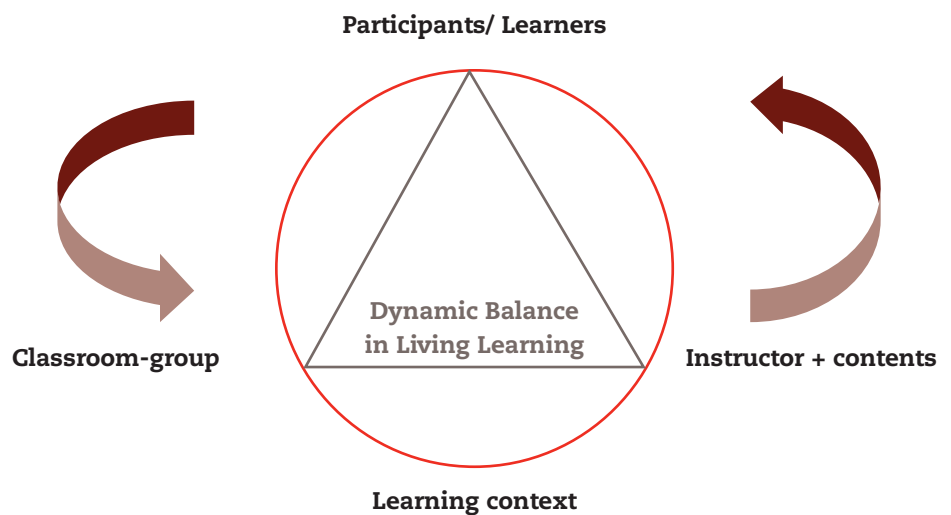 Participants/ Learners
Dynamic Balance
in Living Learning
Classroom-group
Instructor + contents
Learning context